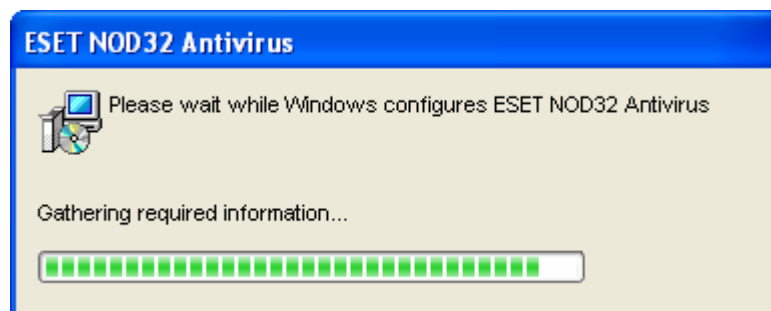 ESET NOD32 Antivirus
Please wait while Windows configures ESET NOD32 Antivirus
Gathering required information...